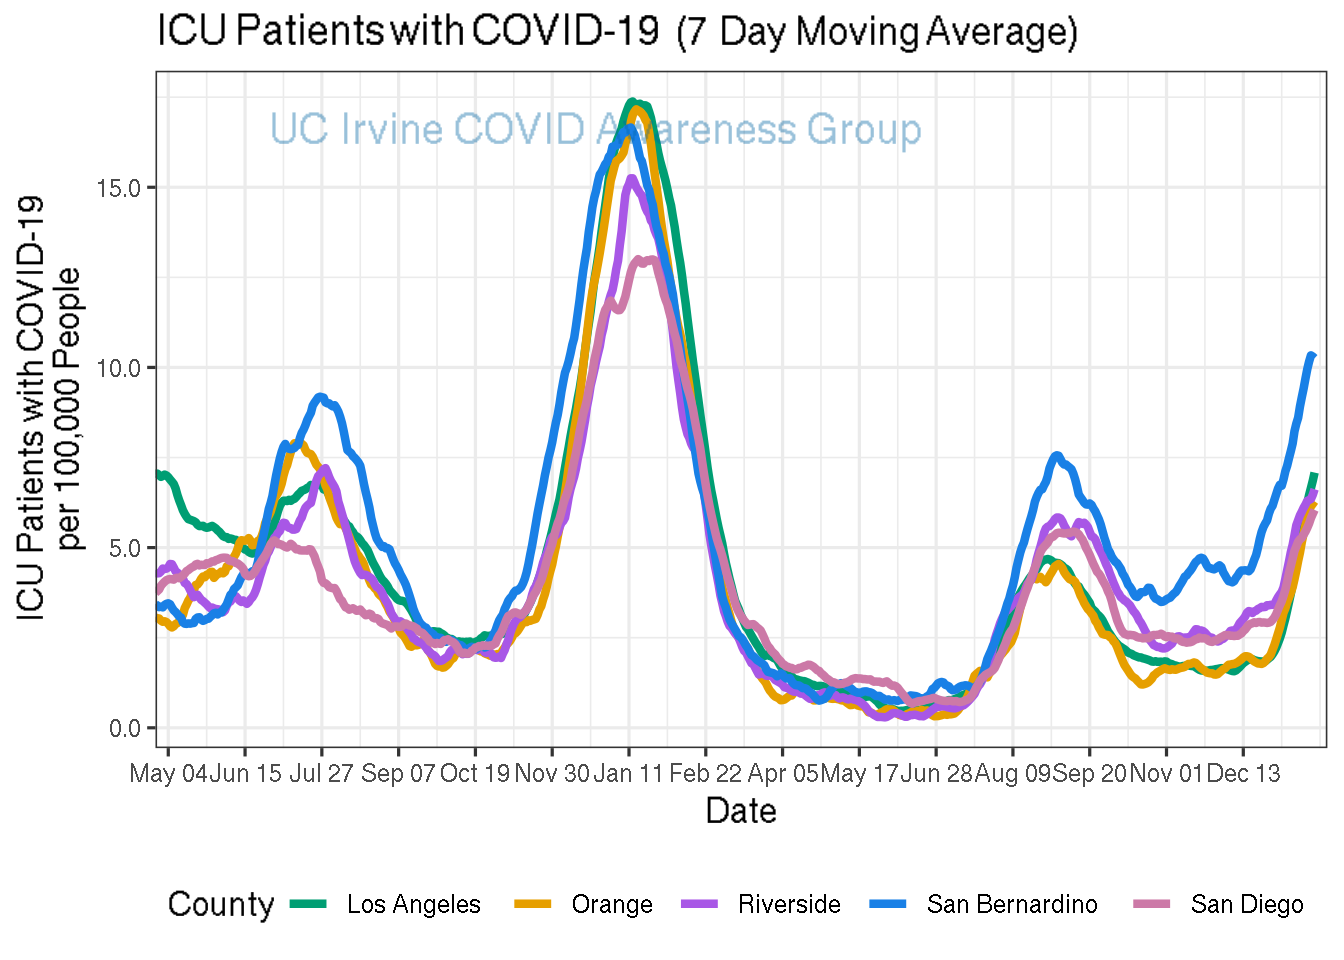 ICU Patients with COVID-19 (7 Day Moving Average)
UC Irvine COVID Awareness Group
ICU Patients with COVID-19
per 100,000 People
15.0
10.0
5.0
0.0
May 04 Jun 15 Jul 27 Sep 07 Oct 19 Nov 30 Jan 11 Feb 22 Apr 05 May 17 Jun 28 Aug 09 Sep 20 Nov 01 Dec 13
Date
County Los Angeles Orange Riverside San Bernardino San Diego